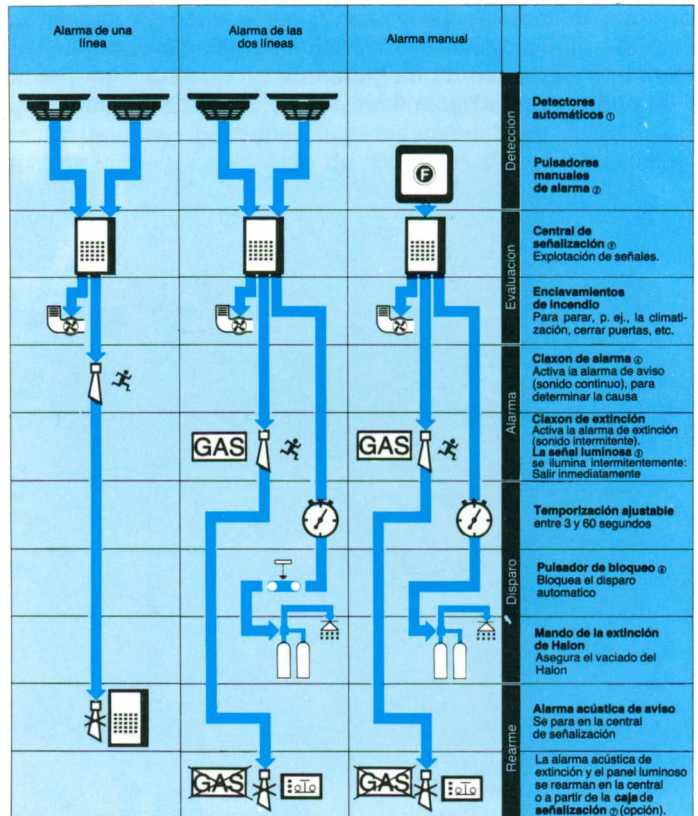 Alarma de una
línea
Alarma de las
dos líneas
Alarma manual
Detección
Detectores
automáticos ①
F
Pulsadores
manuales
de alarma ②
Evaluación
Central de
señalización ⑨
Explotación de señales.
Enclavamientos
de incendio
Para parar, p. ej., la climati-
zación, cerrar puertas, etc.
Alarma
Claxon de alarma ④
Activa la alarma de aviso
(sonido continuo), para
determinar la causa
GAS
GAS
Claxon de extinción
Activa la alarma de extinción
(sonido intermitente).
La señal luminosa ③
se ilumina intermitentemente:
Salir inmediatamente
Disparo
Temporización ajustable
entre 3 y 60 segundos
Pulsador de bloqueo ⑥
Bloquea el disparo
automatico
Mando de la extinción
de Halon
Asegura el vaciado del
Halon
Rearme
Alarma acústica de aviso
Se para en la central
de señalización
GAS
GAS
La alarma acústica de
extinción y el panel luminoso
se rearman en la central
o a partir de la caja de
señalización ⑦ (opción).